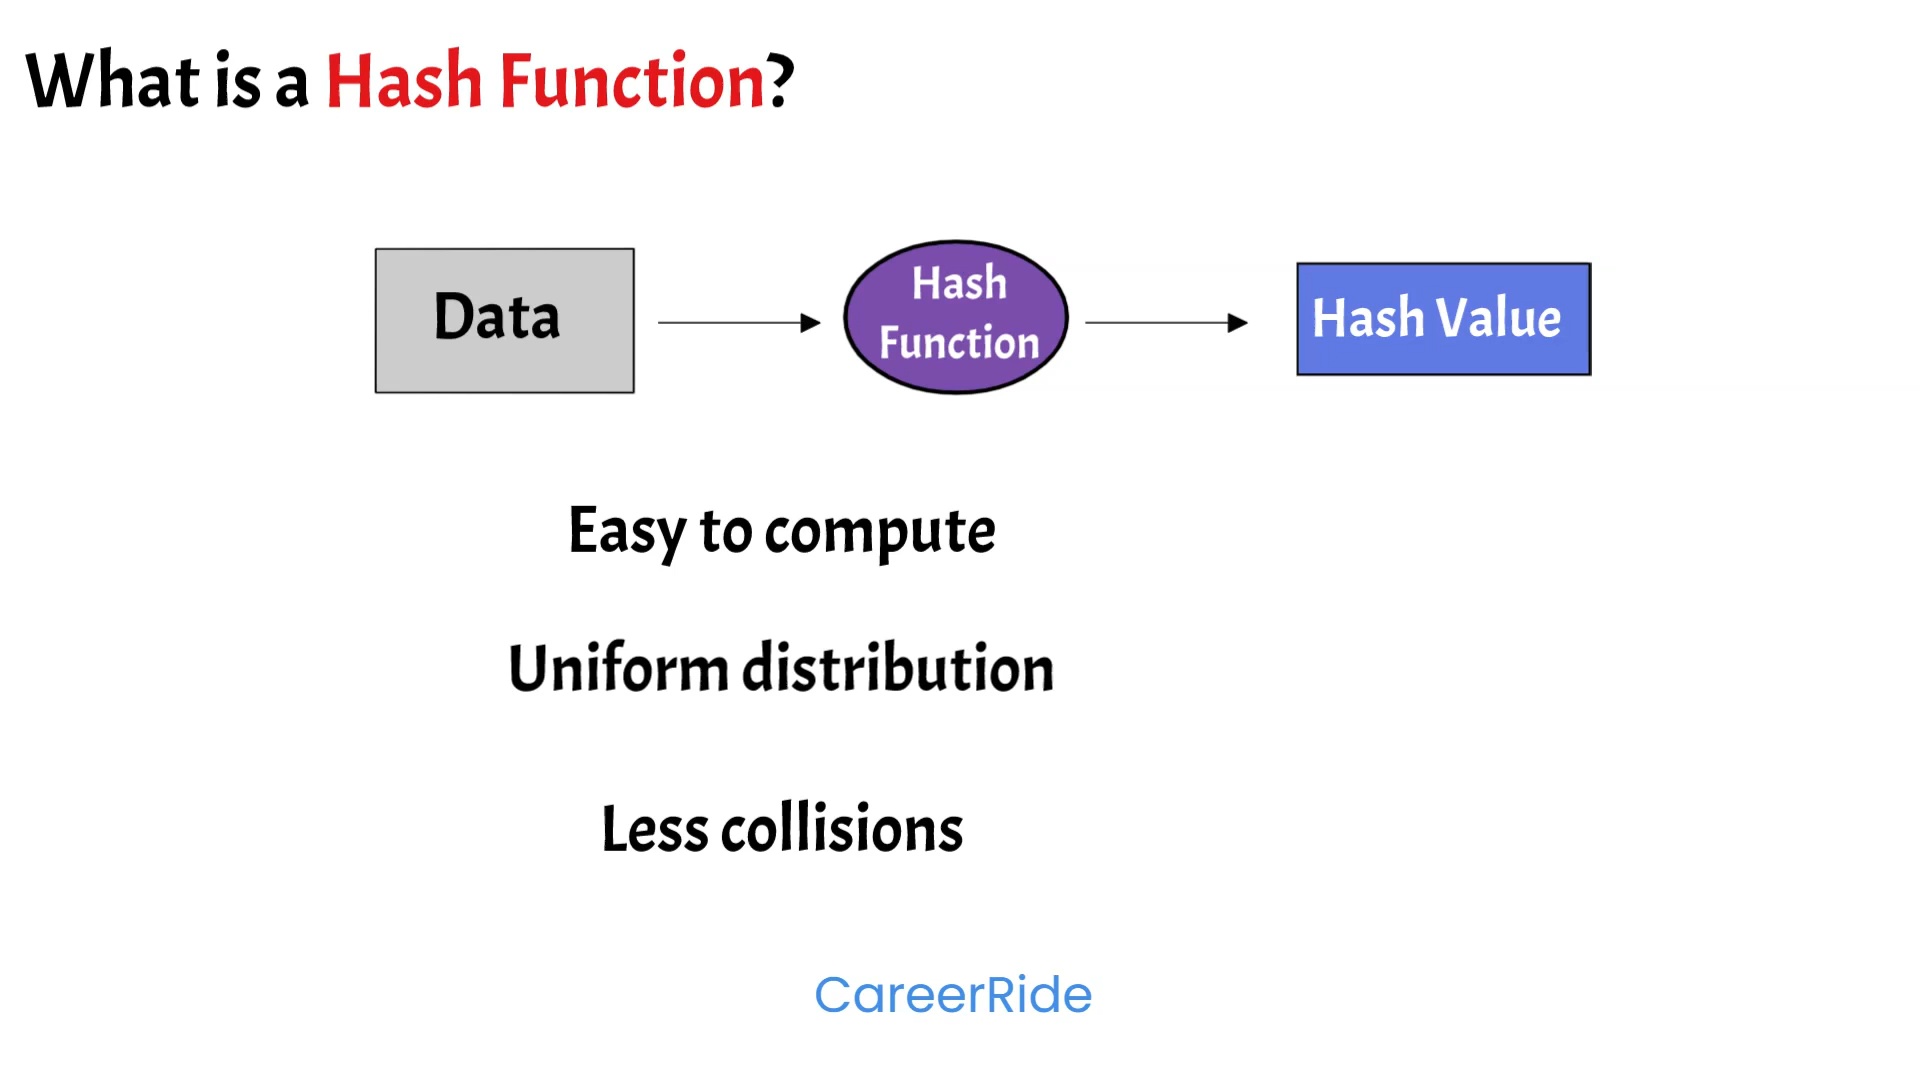 What is a Hash Function?
Data
Hash
Function
Hash Value
Easy to compute
Uniform distribution
Less collisions
CareerRide